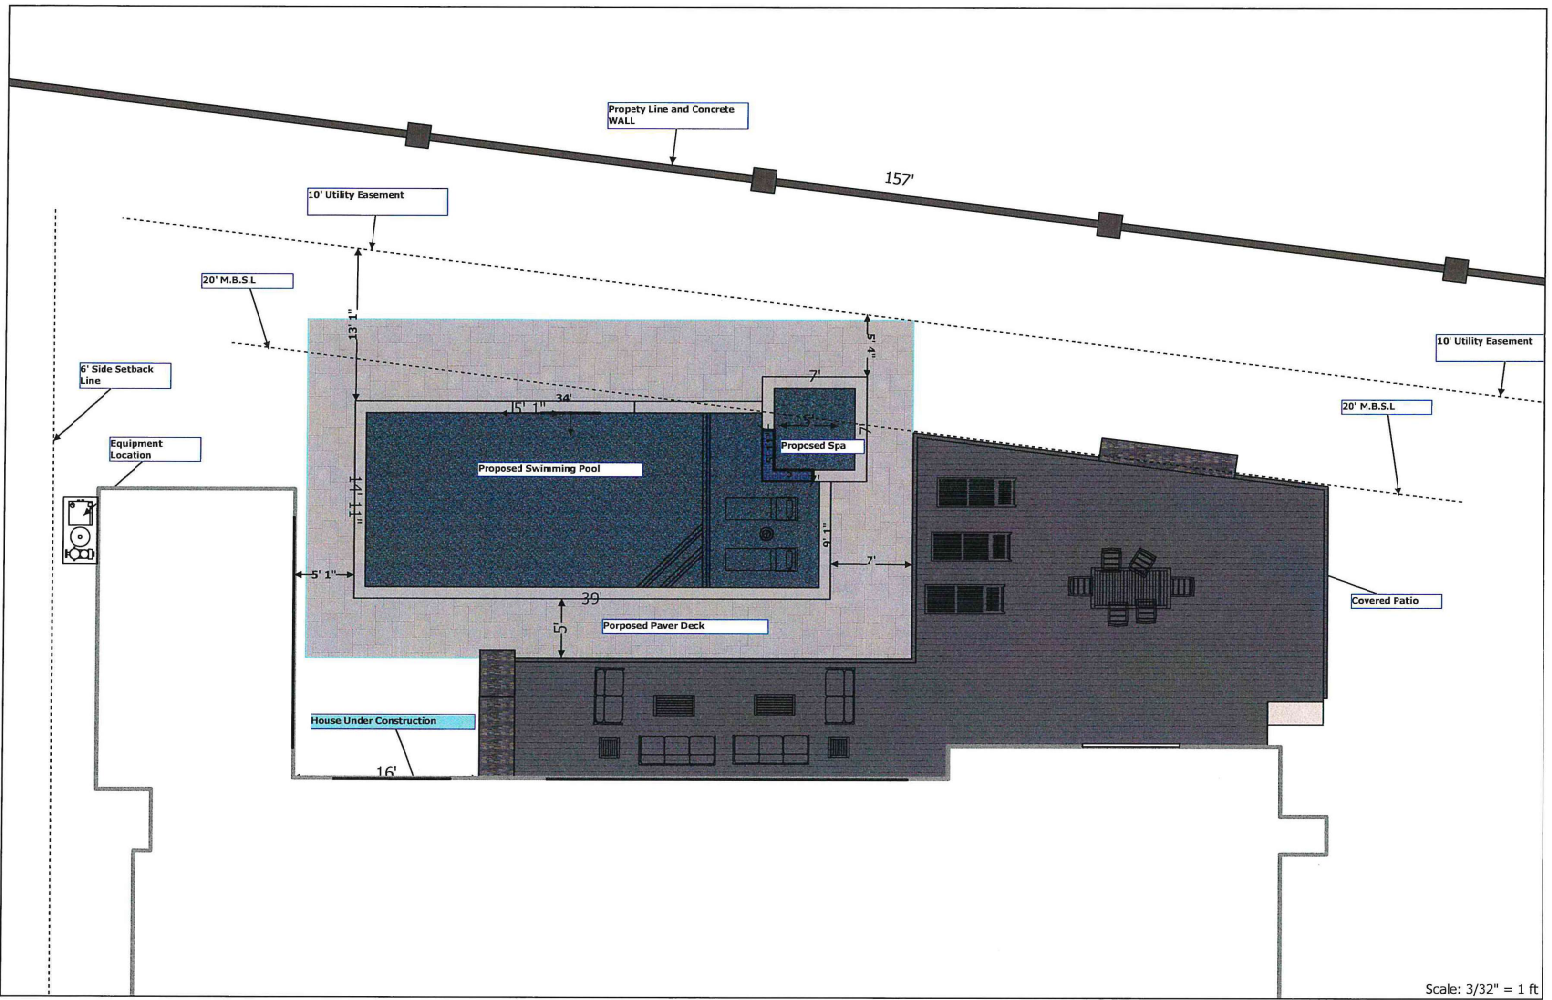 Propety Line and Concrete
WALL
157'
10' Utility Easement
20' M.B.S.L
13' 1"
5' 4"
10' Utility Easement
6' Side Setback
Line
7'
34'
5' 1"
5'
7'
20' M.B.S.L
Equipment
Location
Proposed Spa
Proposed Swimming Pool
14' 11"
9' 1"
7'
5' 1"
39
5'
Porposed Paver Deck
Covered Patio
House Under Construction
16'
Scale: 3/32" = 1 ft